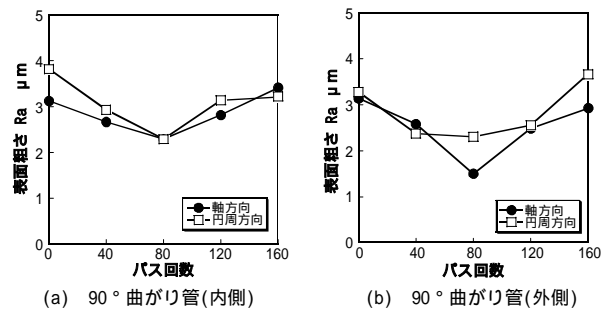 5
4
3
2
1
0
表面粗さ Ra μm
軸方向
円周方向
0 40 80 120 160
パス回数
(a) 90°曲がり管(内側)
5
4
3
2
1
0
表面粗さ Ra μm
軸方向
円周方向
0 40 80 120 160
パス回数
(b) 90°曲がり管(外側)